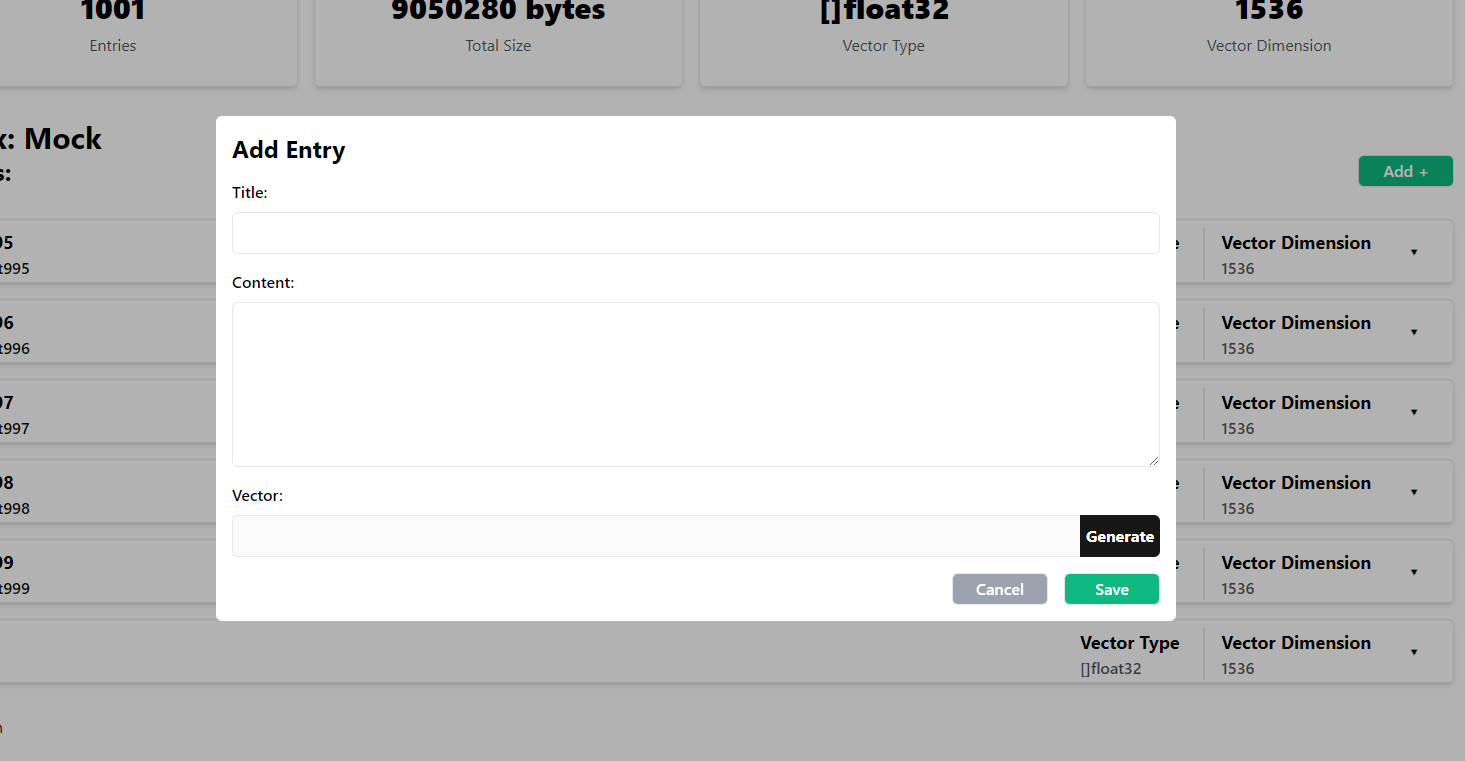 1001
9050280 bytes
[]float32
1536
Entries
Total Size
Vector Type
Vector Dimension
x: Mock
s:
Add +
Add Entry
Title:
Content:
Vector:
Generate
Cancel
Save
95
t995
e
Vector Dimension
▾
1536
96
t996
e
Vector Dimension
▾
1536
97
t997
e
Vector Dimension
▾
1536
98
t998
e
Vector Dimension
▾
1536
99
t999
e
Vector Dimension
▾
1536
Vector Type
Vector Dimension
▾
[]float32
1536